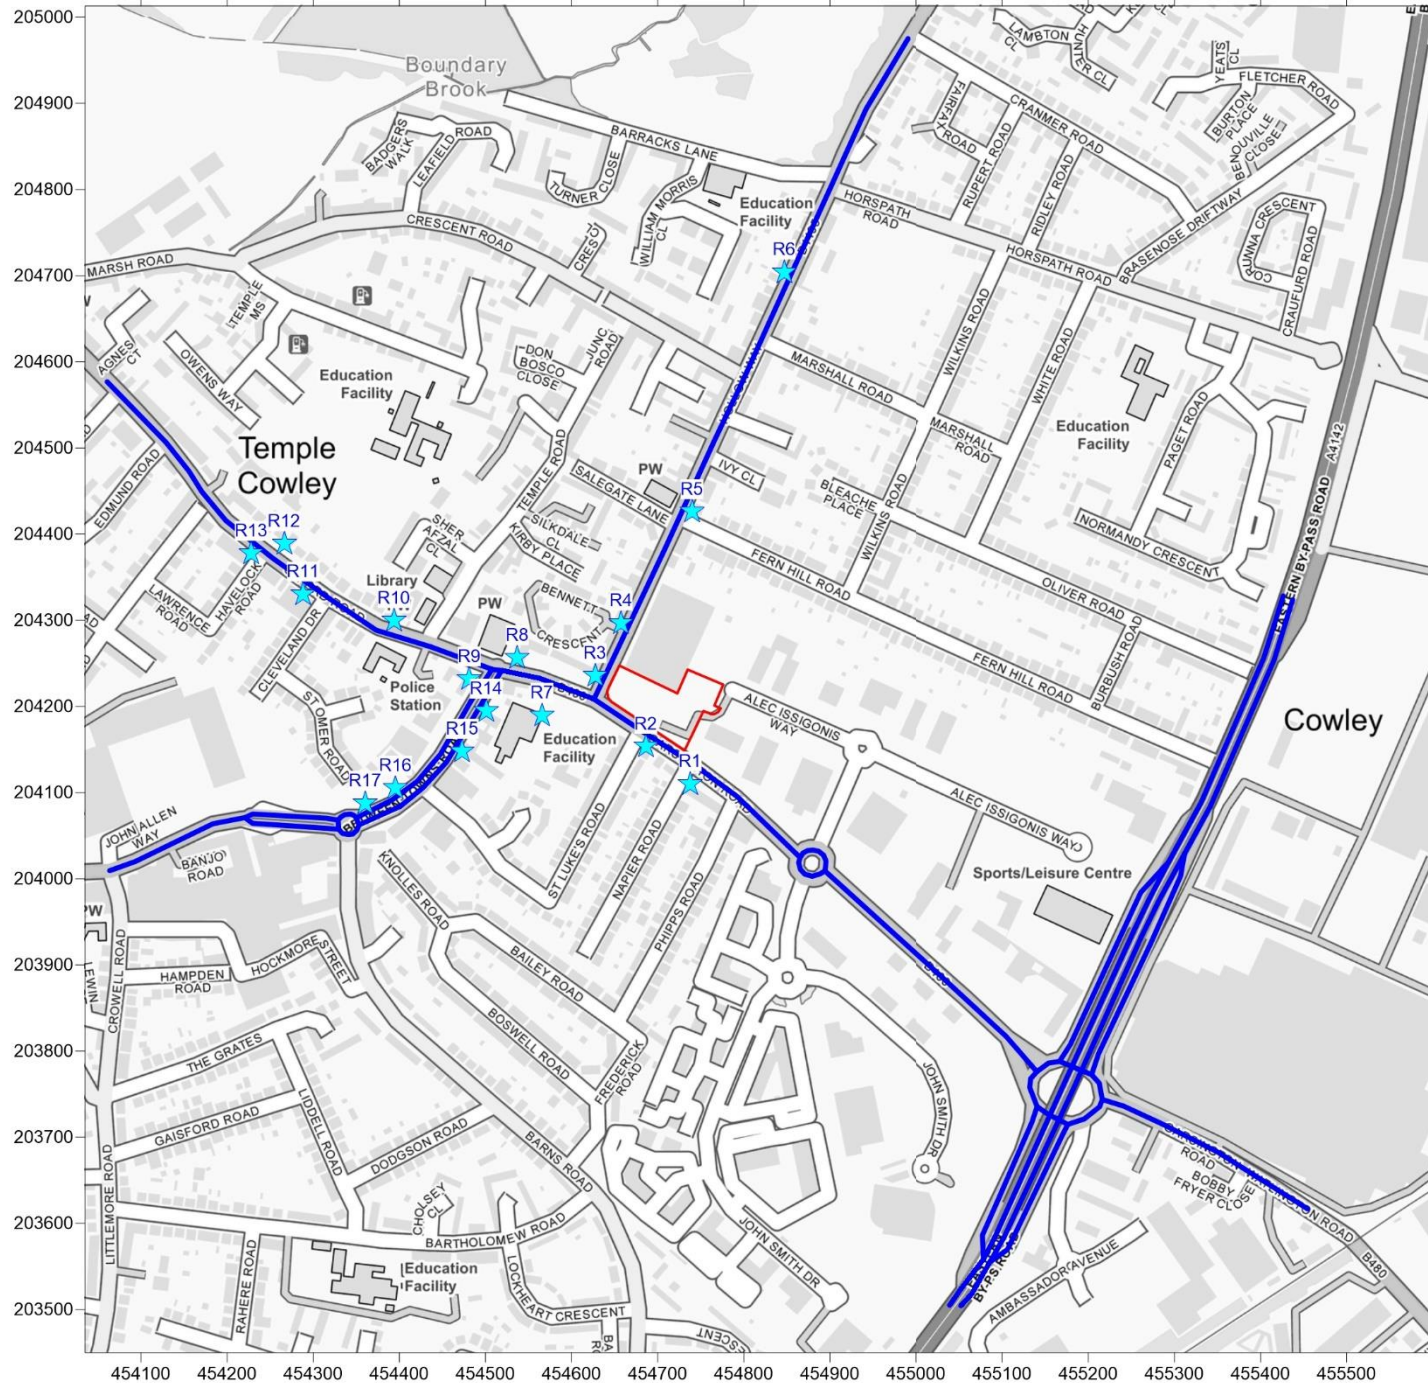 205000
204900
204800
204700
204600
204500
204400
204300
204200
204100
204000
203900
203800
203700
203600
203500
454100
454200
454300
454400
454500
454600
454700
454800
454900
455000
455100
455200
455300
455400
455500
Boundary
Brook
LAMBTON
CL
HUNTER CL
YEATS
CL
FLETCHER ROAD
BURTON
PLACE
BENOUVILLE
CLOSE
FAIRFAX
ROAD
CRANMER ROAD
RUPERT ROAD
RIDLEY ROAD
BARRACKS LANE
BADGERS
WALK
LEAFIELD ROAD
TURNER CLOSE
WILLIAM MORRIS
CL
Education
Facility
HORSPATH
ROAD
HORSPATH ROAD
BRASENOSE DRIFTWAY
CORUNNA CRESCENT
CRAUFURD ROAD
CRESCENT ROAD
CRESCT
MARSH ROAD
TEMPLE
MS
R6
AGNES
CT
OWENS WAY
Education
Facility
DON
BOSCO
CLOSE
JUNC
ROAD
HOLLOW WAY
MARSHALL ROAD
WILKINS ROAD
WHITE ROAD
MARSHALL
ROAD
Education
Facility
PAGET ROAD
A4142
Temple
Cowley
EDMUND ROAD
TEMPLE ROAD
PW
SALEGATE LANE
IVY CL
R5
BLEACHE
PLACE
WILKINS ROAD
NORMANDY CRESCENT
EASTERN BY-PASS ROAD
R13
R12
R11
SHER
AFZAL
CL
SILKDALE
CL
KIRBY PLACE
FERN HILL ROAD
OLIVER ROAD
LAWRENCE
ROAD
HAVELOCK
ROAD
Library
R10
PW
BENNETT
CRESCENT
R4
FERN HILL ROAD
BURBUSH ROAD
CLEVELAND DR
R9
R8
R3
Police
Station
R14
R7
R2
ALEC ISSIGONIS
WAY
Cowley
ST OMER ROAD
R15
Education
Facility
R1
R16
R17
BETWEEN TOWNS ROAD
ALEC ISSIGONIS WAY
JOHN ALLEN
WAY
BANJO
ROAD
KNOLLES ROAD
ST LUKE'S ROAD
NAPIER ROAD
PHIPPS ROAD
Sports/Leisure Centre
PW
CROWELL ROAD
HAMPDEN
ROAD
HOCKMORE
STREET
BAILEY ROAD
B480
THE GRATES
BOSWELL ROAD
FREDERICK
ROAD
JOHN SMITH DR
LIDDELL ROAD
GAISFORD ROAD
DODGSON ROAD
BARNS ROAD
ROAD
BOBBY
FRYER CLOSE
LITTLEMORE ROAD
CHOLSEY
CL
BARTHOLOMEW ROAD
JOHN SMITH DR
B480
RAHERE ROAD
Education
Facility
LOCKHEART CRESCENT
BY-PASS ROAD
AMBASSADOR AVENUE